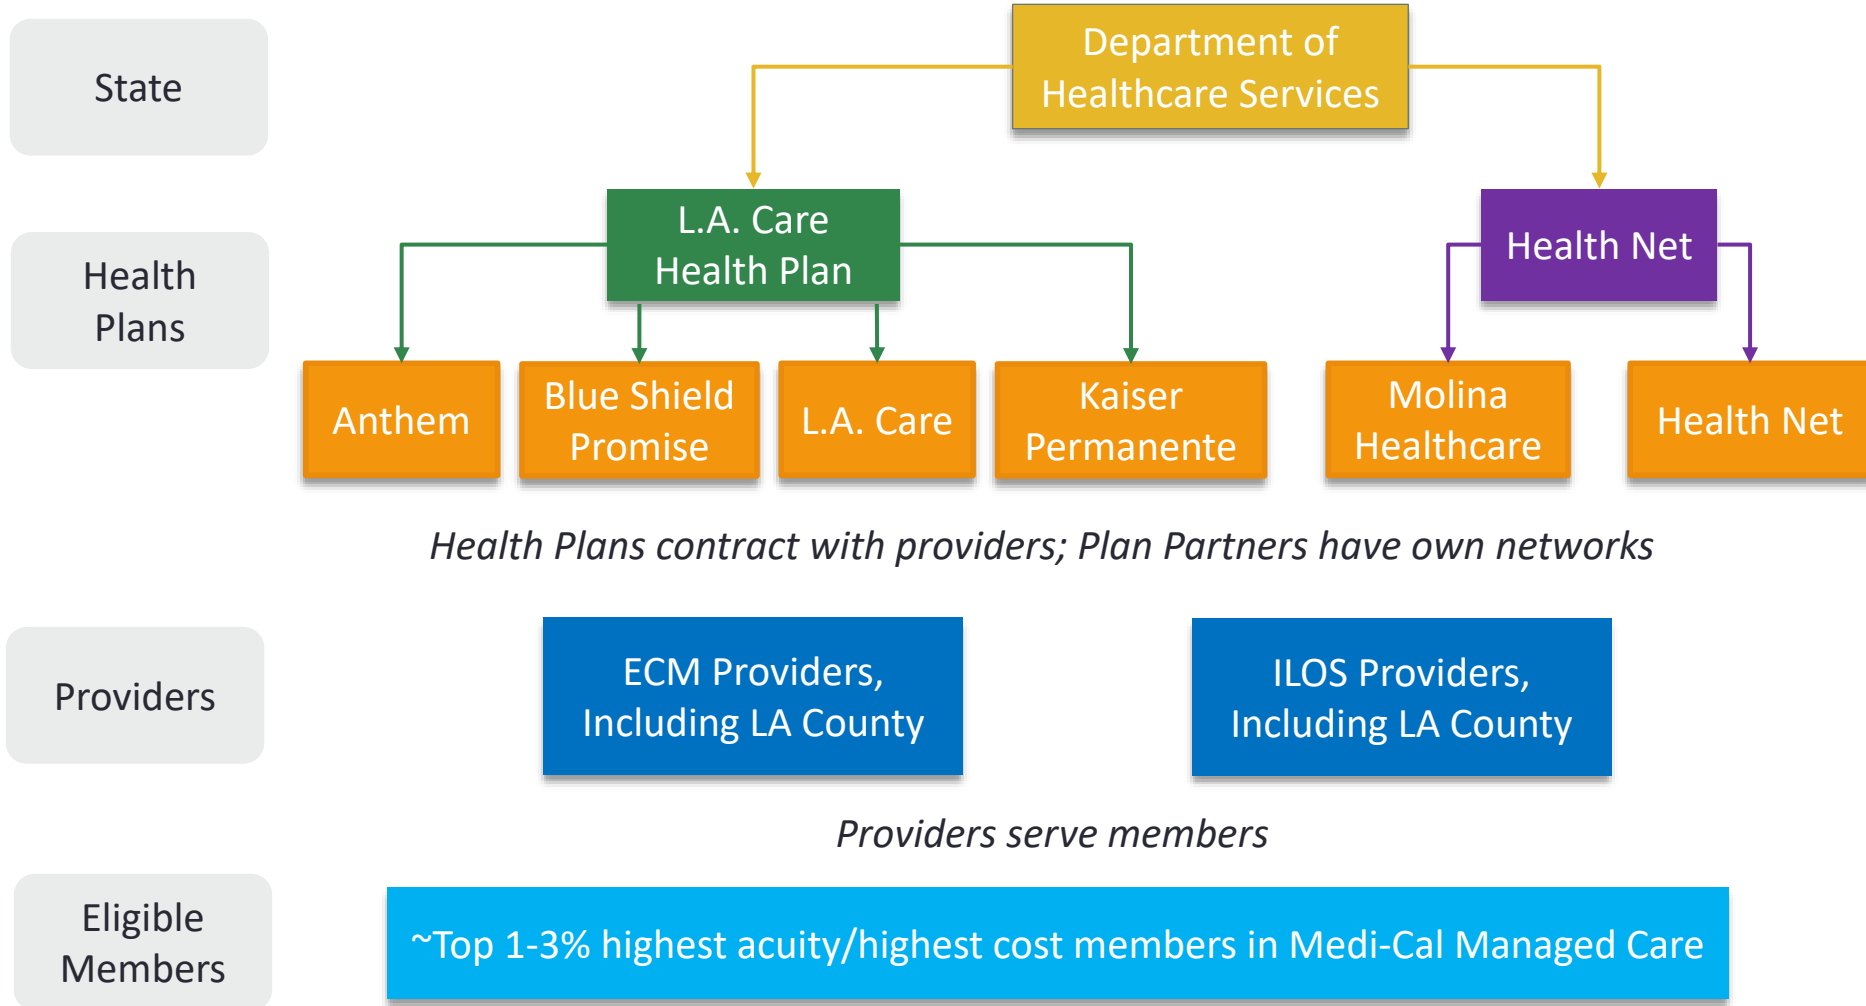 State
Department of
Healthcare Services
Health
Plans
L.A. Care
Health Plan
Health Net
Anthem
Blue Shield
Promise
L.A. Care
Kaiser
Permanente
Molina
Healthcare
Health Net
Health Plans contract with providers; Plan Partners have own networks
Providers
ECM Providers,
Including LA County
ILOS Providers,
Including LA County
Providers serve members
Eligible
Members
~Top 1-3% highest acuity/highest cost members in Medi-Cal Managed Care